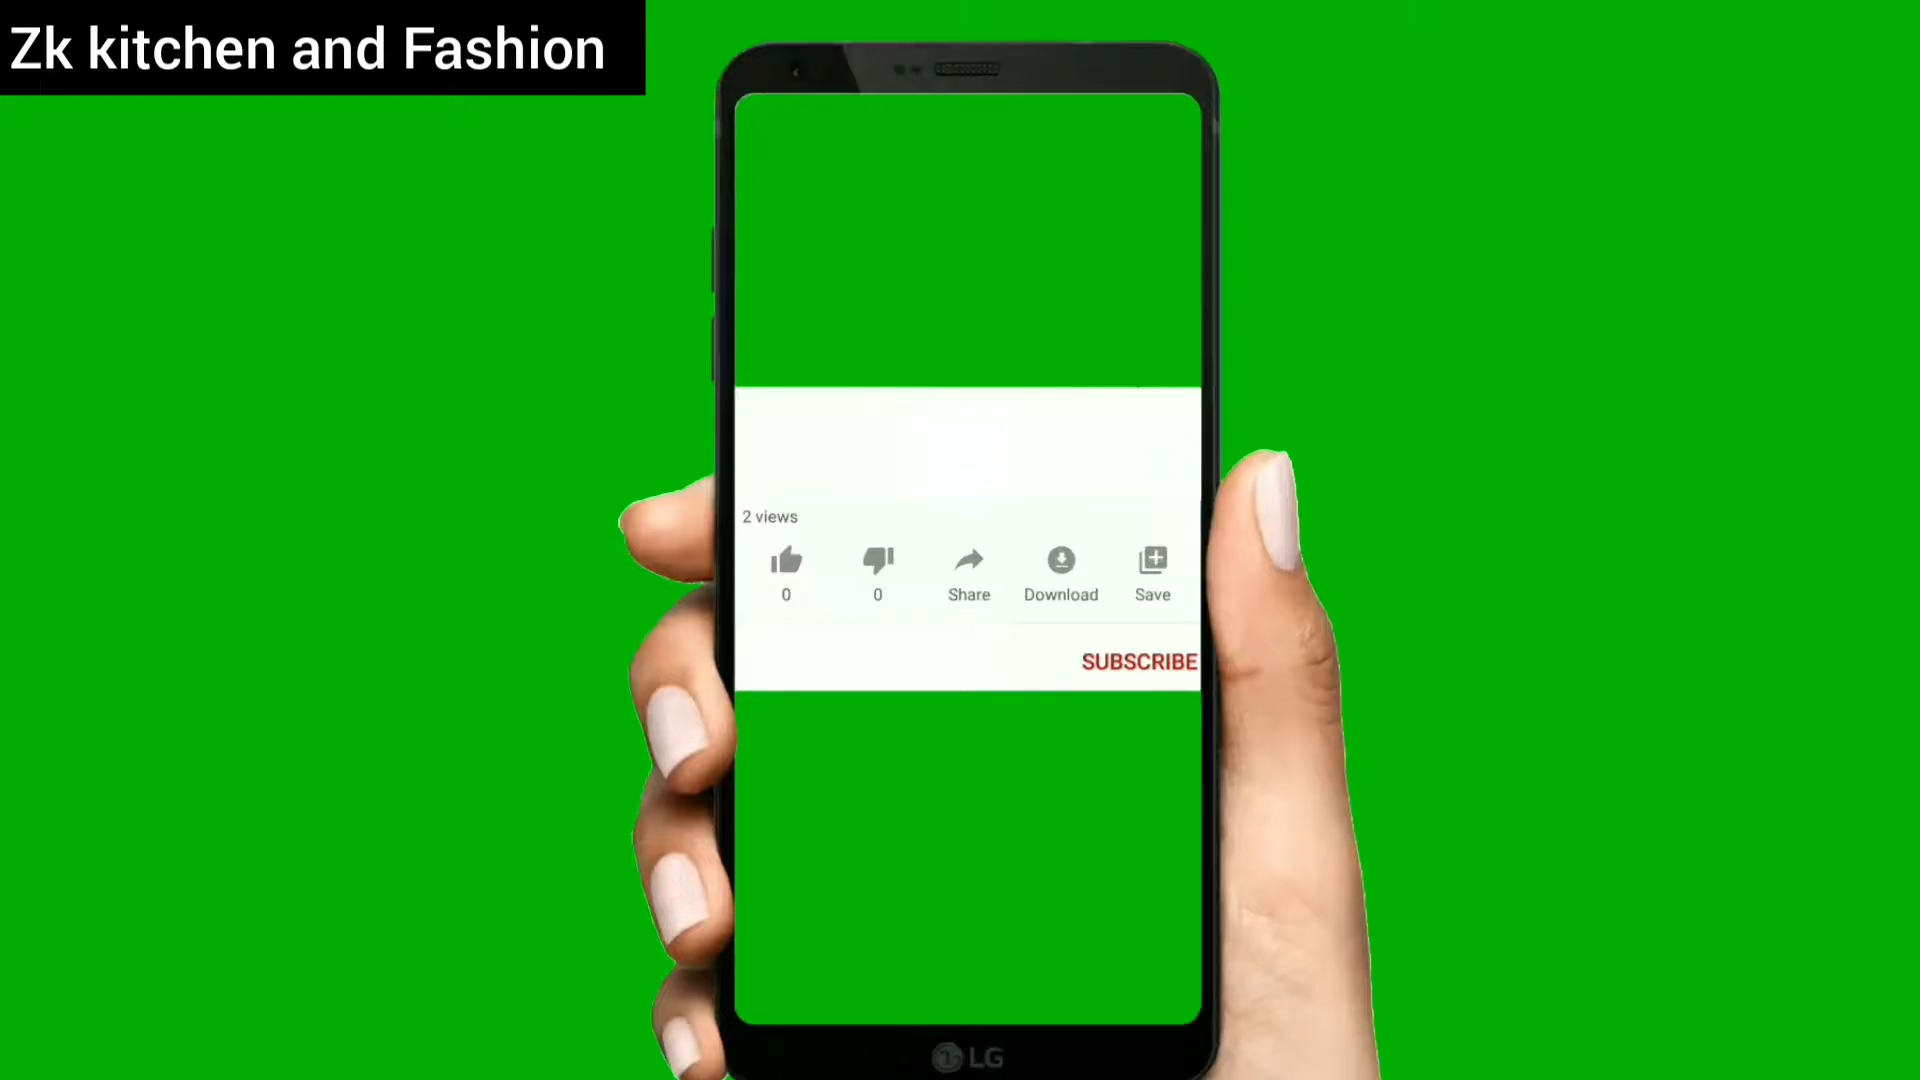 Zk kitchen and Fashion
2 views
0 0 Share Download Save
SUBSCRIBE
LG